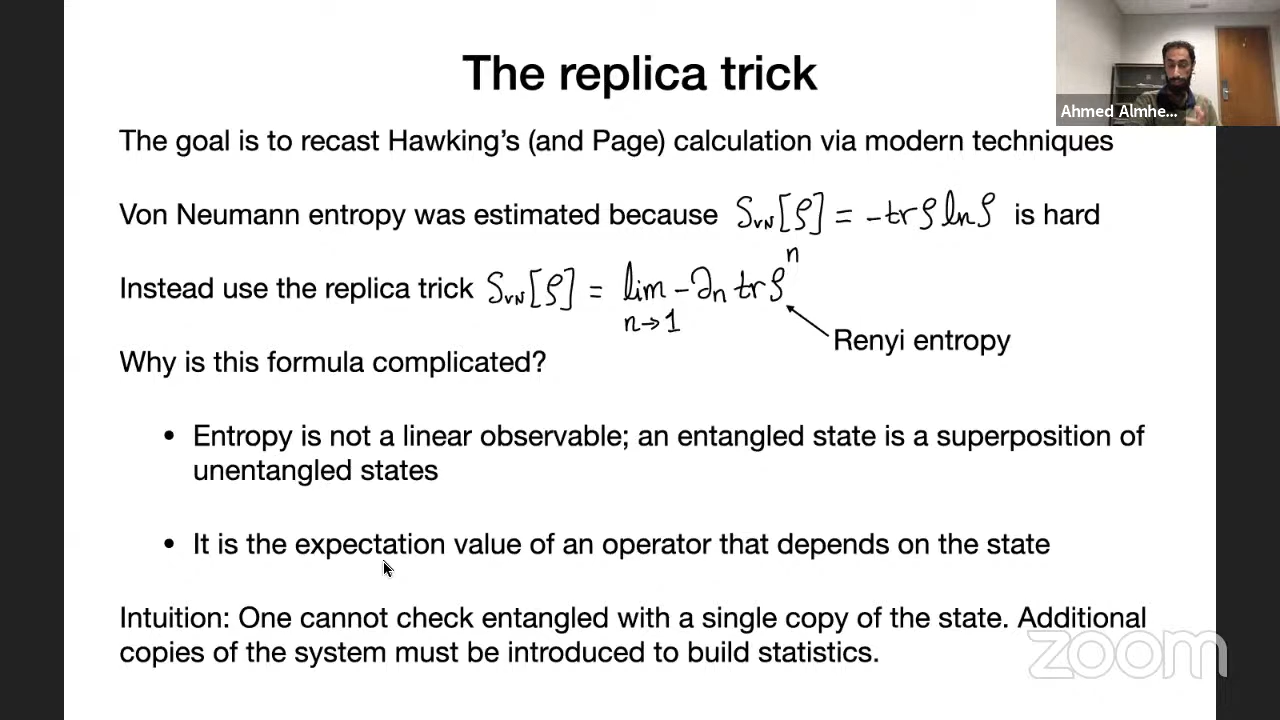 The replica trick
Ahmed Almhe...
The goal is to recast Hawking's (and Page) calculation via modern techniques
Von Neumann entropy was estimated because S_vN[ρ] = -tr ρ ln ρ is hard
Instead use the replica trick S_vN[ρ] = lim_{n→1} -∂_n tr ρ^n
Renyi entropy
Why is this formula complicated?
• Entropy is not a linear observable; an entangled state is a superposition of
unentangled states
• It is the expectation value of an operator that depends on the state
Intuition: One cannot check entangled with a single copy of the state. Additional
copies of the system must be introduced to build statistics.
zoom